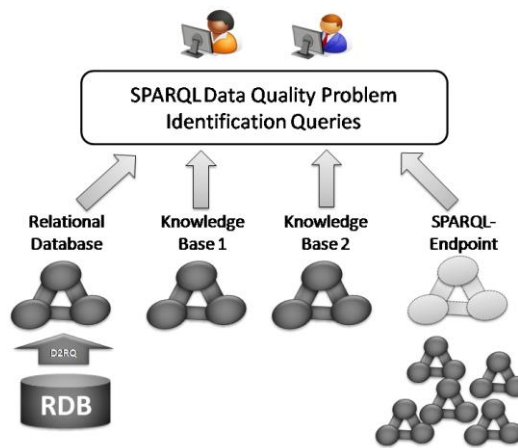 SPARQL Data Quality Problem
Identification Queries
Relational
Database
Knowledge
Base 1
Knowledge
Base 2
SPARQL-
Endpoint
D2RQ
RDB